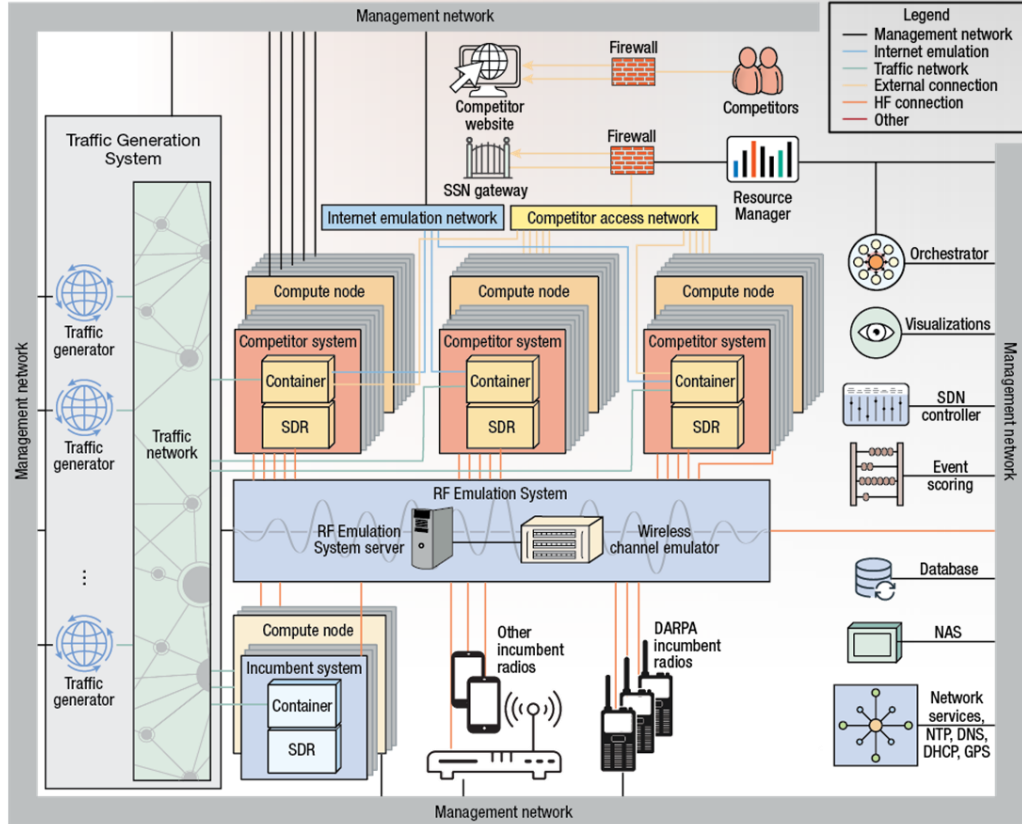 Management network
Legend
Management network
Internet emulation
Traffic network
External connection
HF connection
Other
Firewall
Competitor
website
Competitors
Firewall
SSN gateway
Resource
Manager
Traffic Generation
System
Internet emulation network
Competitor access network
Orchestrator
Compute node
Compute node
Compute node
Traffic
generator
Visualizations
Competitor system
Competitor system
Competitor system
Container
Container
Container
SDR
SDR
SDR
SDN
controller
Traffic
generator
Traffic
network
Management network
Management network
Event
scoring
RF Emulation System
RF Emulation
System server
Wireless
channel emulator
...
Database
Traffic
generator
Compute node
Incumbent system
Container
SDR
Other
incumbent
radios
DARPA
incumbent
radios
NAS
Network
services,
NTP, DNS,
DHCP, GPS
Management network